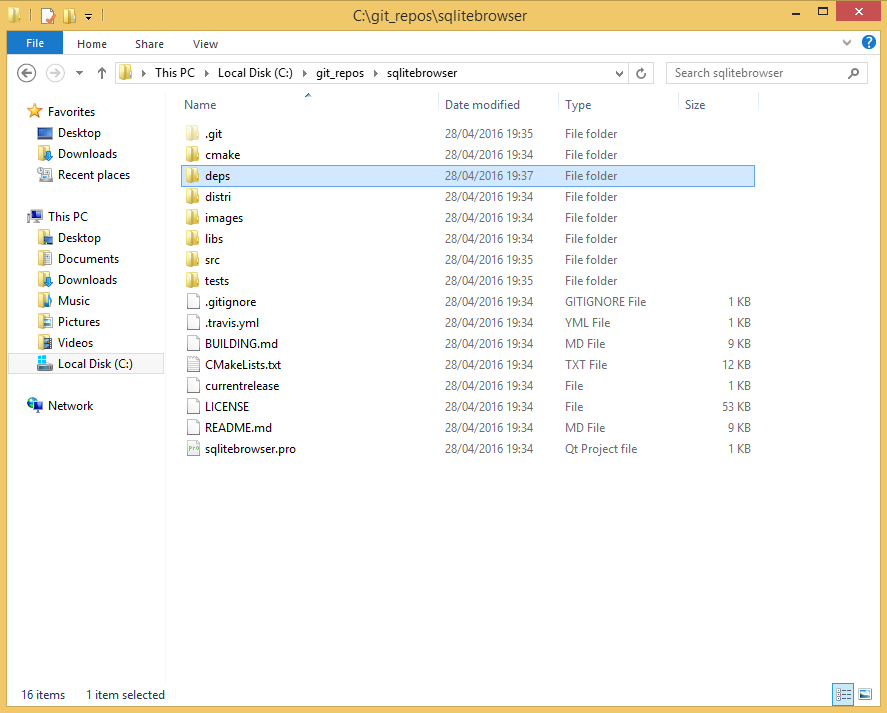 C:\git_repos\sqlitebrowser
File Home Share View
This PC Local Disk (C:) git_repos sqlitebrowser Search sqlitebrowser
Favorites
Desktop
Downloads
Recent places
This PC
Desktop
Documents
Downloads
Music
Pictures
Videos
Local Disk (C:)
Network
Name Date modified Type Size
.git 28/04/2016 19:35 File folder
cmake 28/04/2016 19:34 File folder
deps 28/04/2016 19:37 File folder
distri 28/04/2016 19:34 File folder
images 28/04/2016 19:34 File folder
libs 28/04/2016 19:34 File folder
src 28/04/2016 19:35 File folder
tests 28/04/2016 19:35 File folder
.gitignore 28/04/2016 19:34 GITIGNORE File 1 KB
.travis.yml 28/04/2016 19:34 YML File 1 KB
BUILDING.md 28/04/2016 19:34 MD File 9 KB
CMakeLists.txt 28/04/2016 19:34 TXT File 12 KB
currentrelease 28/04/2016 19:34 File 1 KB
LICENSE 28/04/2016 19:34 File 53 KB
README.md 28/04/2016 19:34 MD File 9 KB
sqlitebrowser.pro 28/04/2016 19:34 Qt Project file 1 KB
16 items 1 item selected